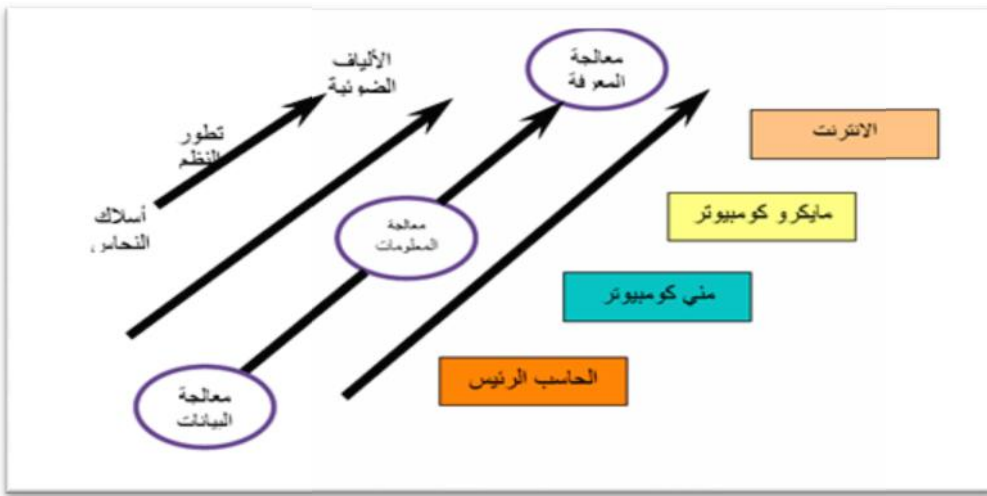 الألياف
الضوئية
معالجة
المعرفة
الانترنت
تطور
النظم
مايكرو كومبيوتر
أسلاك
النحاس
معالجة
المعلومات
مني كومبيوتر
الحاسب الرئيس
معالجة
البيانات